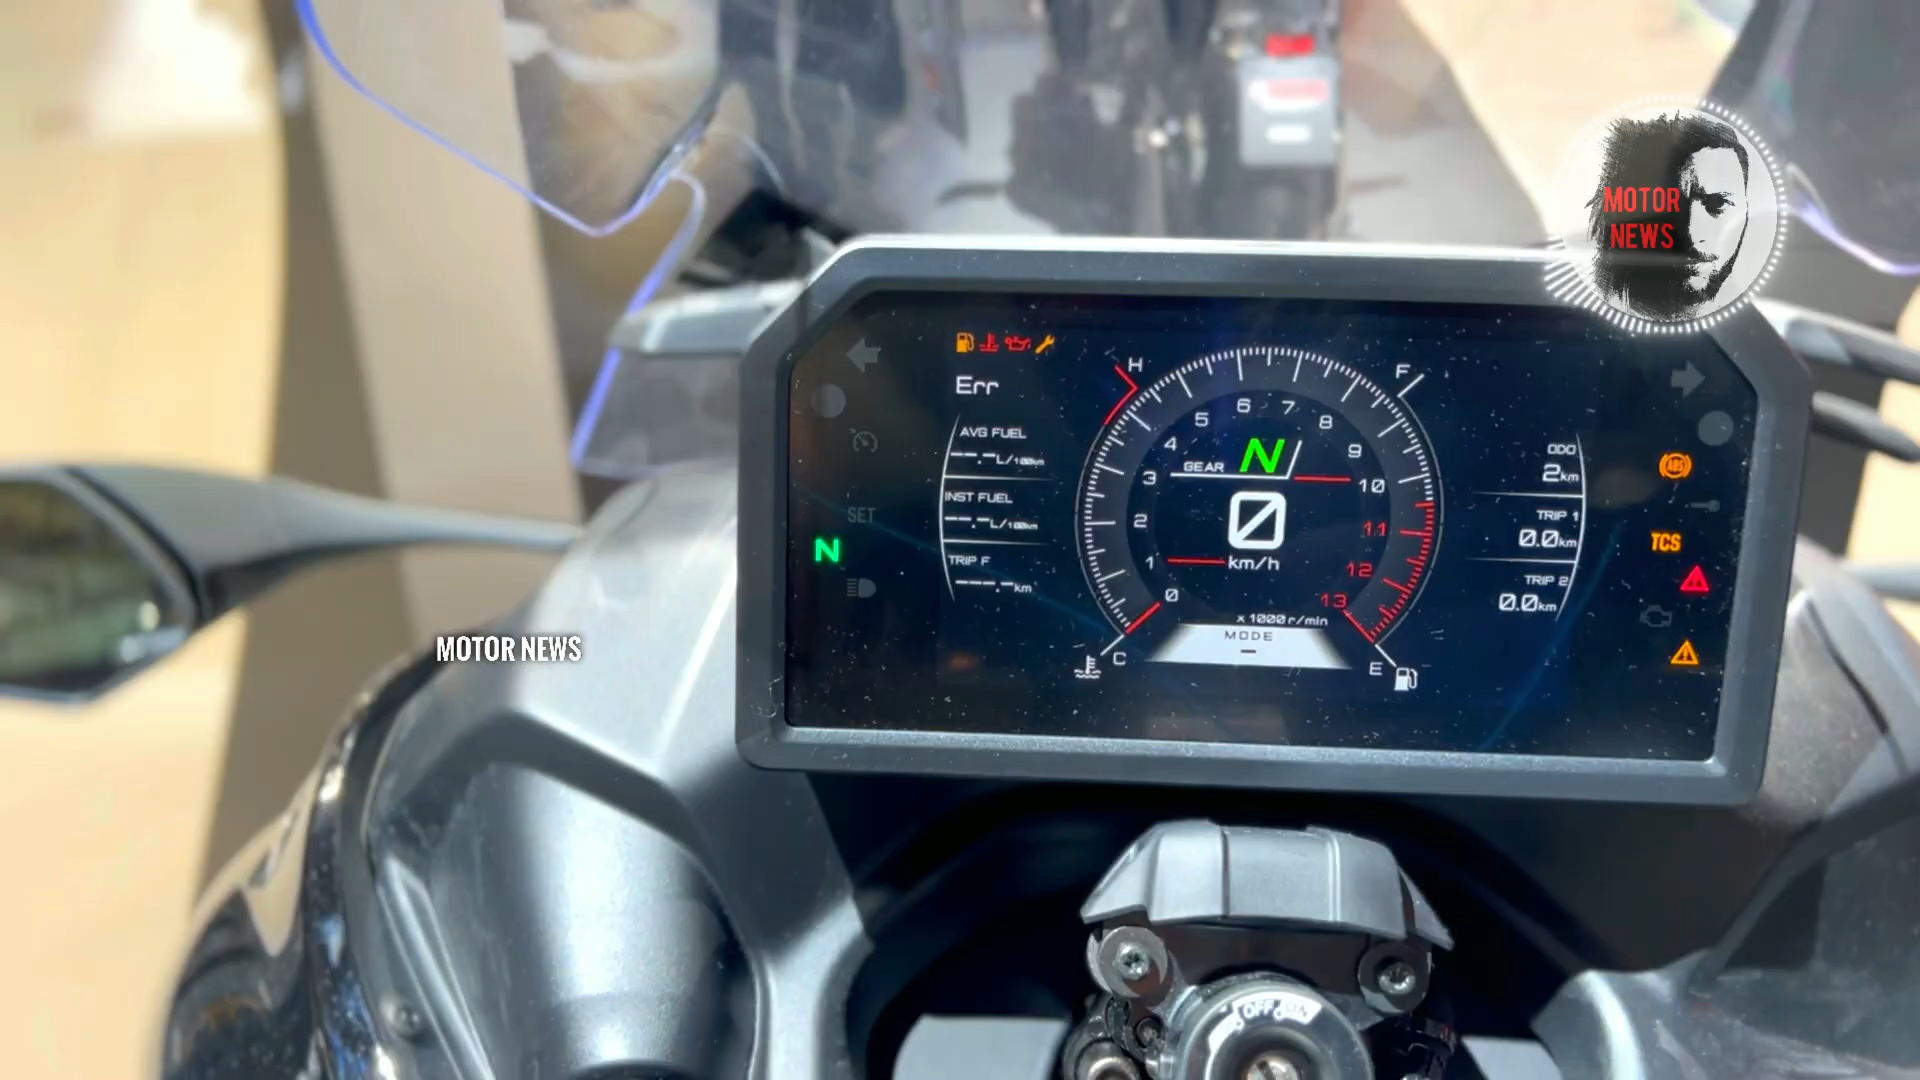 MOTOR
NEWS
Err
AVG FUEL
--.-L/100km
INST FUEL
--.-L/100km
TRIP F
---.-km
SET
N
H
F
0
1
2
3
4
5
6
7
8
9
10
11
12
13
GEAR N
0
km/h
x 1000 r/min
MODE
-
C
E
ODO
2km
TRIP 1
0.0km
TRIP 2
0.0km
ABS
TCS
MOTOR NEWS
OFF ON